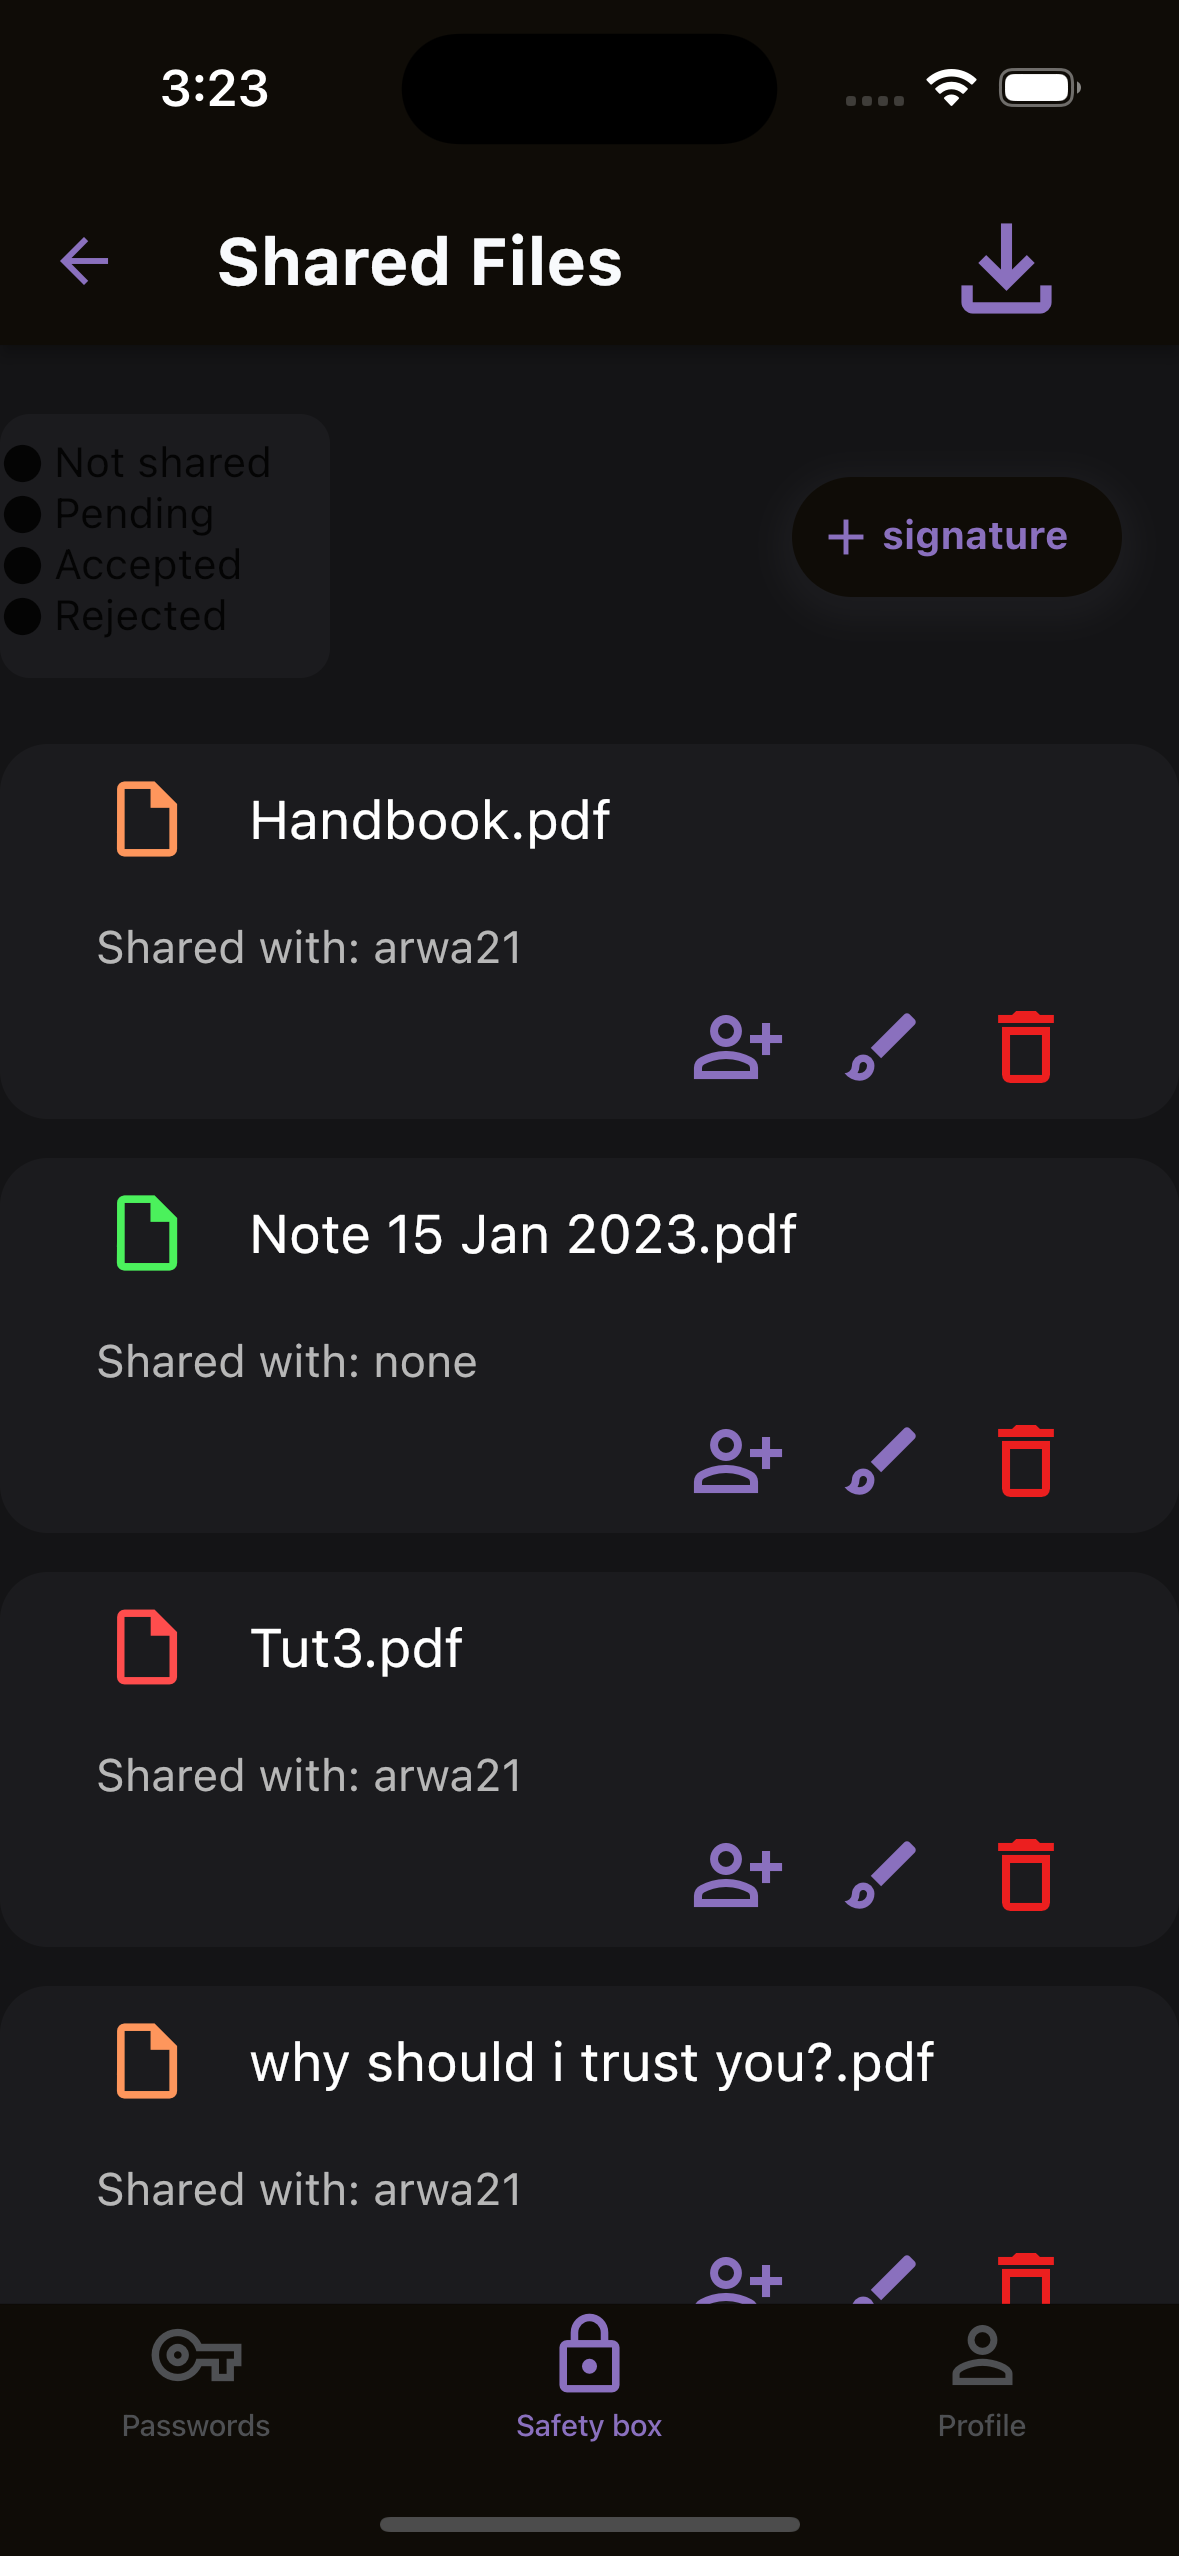 3:23
Shared Files
Not shared
Pending
Accepted
Rejected
signature
Handbook.pdf
Shared with: arwa21
Note 15 Jan 2023.pdf
Shared with: none
Tut3.pdf
Shared with: arwa21
why should i trust you?.pdf
Shared with: arwa21
Passwords
Safety box
Profile